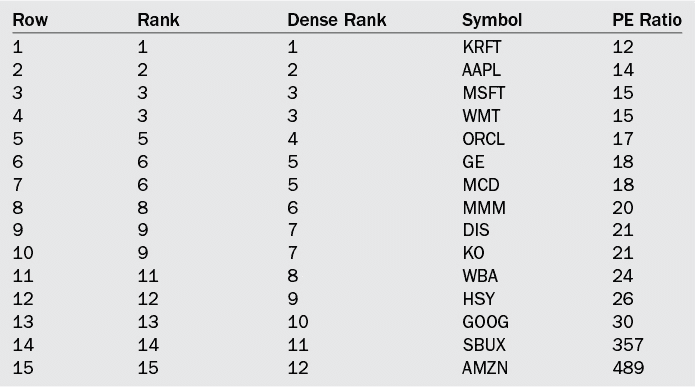 Row Rank Dense Rank Symbol PE Ratio
1 1 1 KRFT 12
2 2 2 AAPL 14
3 3 3 MSFT 15
4 3 3 WMT 15
5 5 4 ORCL 17
6 6 5 GE 18
7 6 5 MCD 18
8 8 6 MMM 20
9 9 7 DIS 21
10 9 7 KO 21
11 11 8 WBA 24
12 12 9 HSY 26
13 13 10 GOOG 30
14 14 11 SBUX 357
15 15 12 AMZN 489